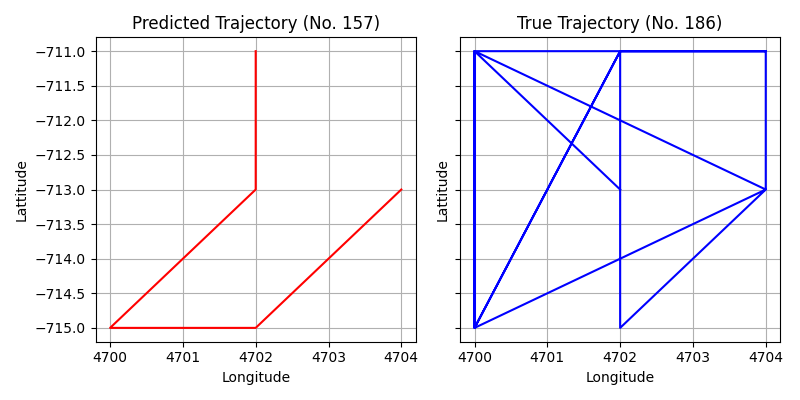 Predicted Trajectory (No. 157)
True Trajectory (No. 186)
−711.0
−711.5
−712.0
−712.5
−713.0
−713.5
−714.0
−714.5
−715.0
Lattitude
Lattitude
4700 4701 4702 4703 4704
4700 4701 4702 4703 4704
Longitude
Longitude